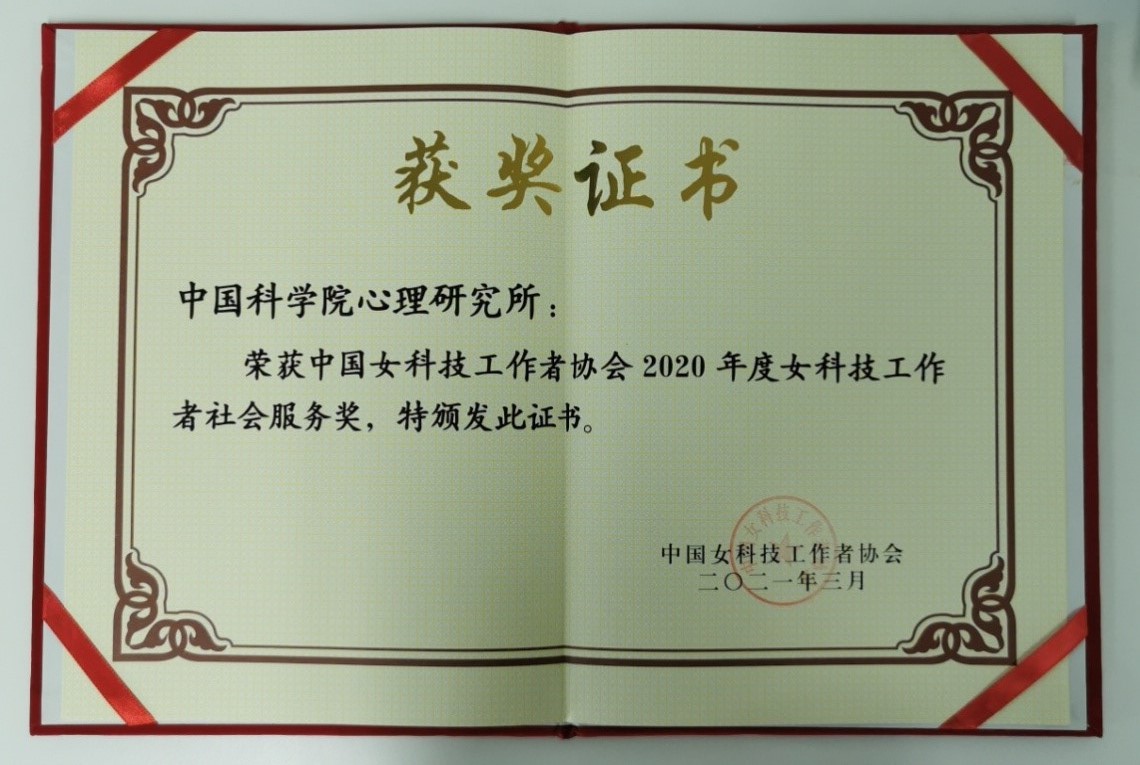 获奖证书
中国科学院心理研究所：
荣获中国女科技工作者协会 2020 年度女科技工作
者社会服务奖，特颁发此证书。
中国女科技工作者协会
二〇二一年三月